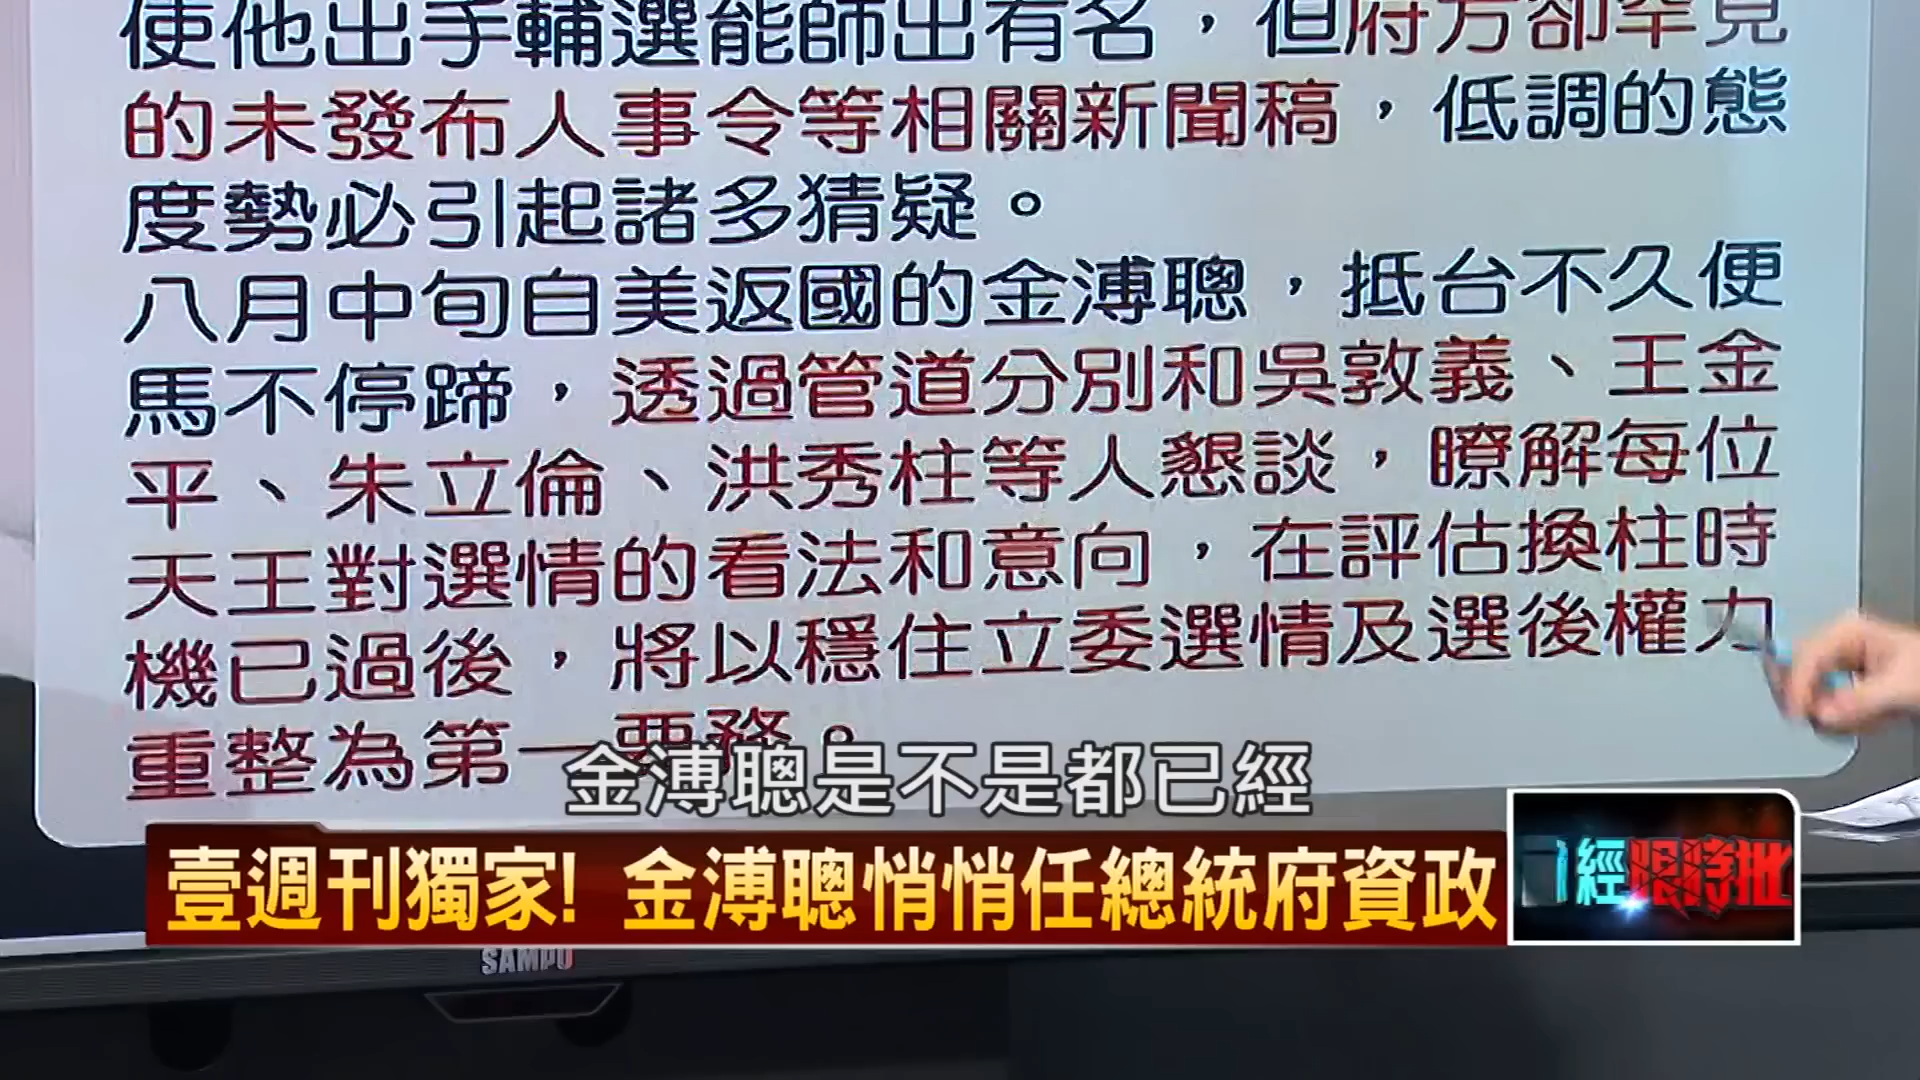 使他出手輔選能師出有名，但府方卻罕見
的未發布人事令等相關新聞稿，低調的態
度勢必引起諸多猜疑。
八月中旬自美返國的金溥聰，抵台不久便
馬不停蹄，透過管道分別和吳敦義、王金
平、朱立倫、洪秀柱等人懇談，瞭解每位
天王對選情的看法和意向，在評估換柱時
機已過後，將以穩住立委選情及選後權力
重整為第一要務。
金溥聰是不是都已經
壹週刊獨家! 金溥聰悄悄任總統府資政
經限時批
SAMPO